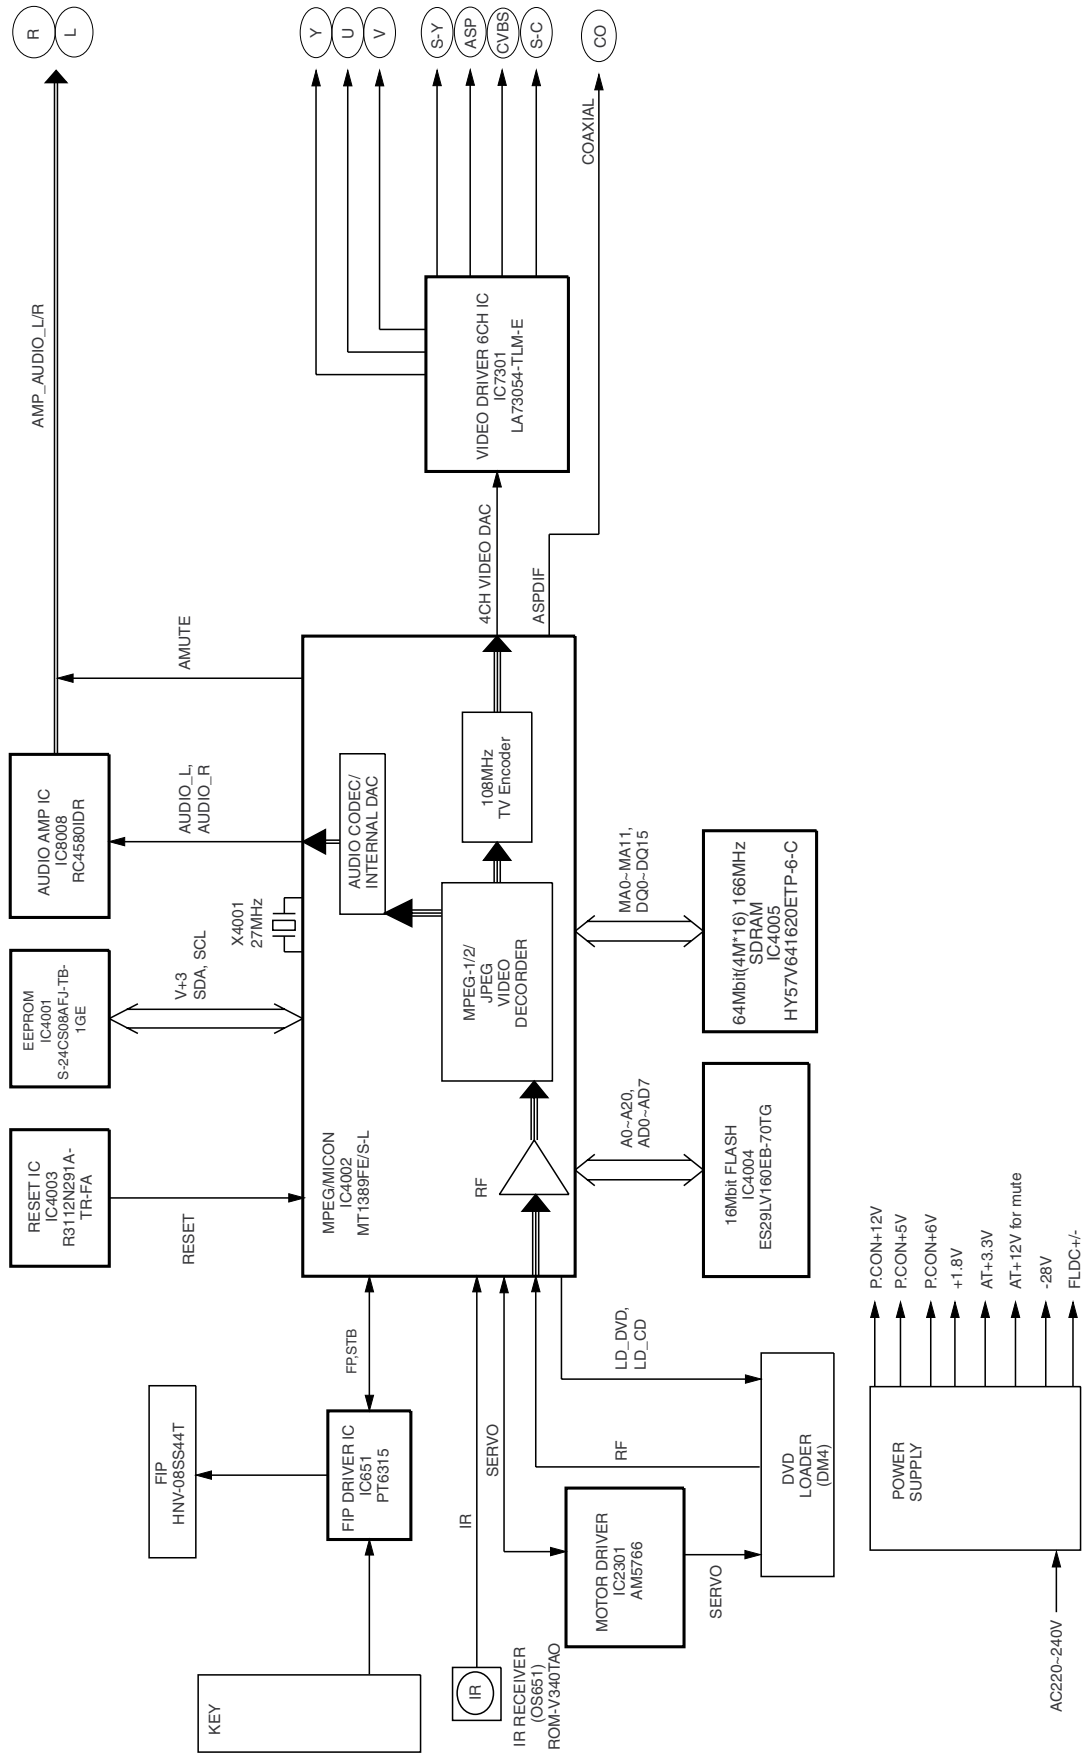 R
L
Y
U
V
S-Y
ASP
CVBS
S-C
CO
COAXIAL
AMP_AUDIO_L/R
VIDEO DRIVER 6CH IC
IC7301
LA73054-TLM-E
4CH VIDEO DAC
ASPDIF
AMUTE
AUDIO AMP IC
IC8008
RC4580IDR
AUDIO_L,
AUDIO_R
X4001
27MHz
AUDIO CODEC/
INTERNAL DAC
108MHz
TV Encoder
MPEG-1/2/
JPEG
VIDEO
DECORDER
EEPROM
IC4001
S-24CS08AFJ-TB-
1GE
V+3
SDA, SCL
RESET IC
IC4003
R3112N291A-
TR-FA
RESET
MPEG/MICON
IC4002
MT1389FE/S-L
RF
MA0~MA11,
DQ0~DQ15
64Mbit(4M*16) 166MHz
SDRAM
IC4005
HY57V641620ETP-6-C
A0~A20,
AD0~AD7
16Mbit FLASH
IC4004
ES29LV160EB-70TG
FIP
HNV-08SS44T
FIP DRIVER IC
IC651
PT6315
FP,STB
KEY
IR
IR
IR RECEIVER
(OS651)
ROM-V340TAO
SERVO
MOTOR DRIVER
IC2301
AM5766
SERVO
RF
LD_DVD,
LD_CD
DVD
LOADER
(DM4)
POWER
SUPPLY
AC220~240V
P.CON+12V
P.CON+5V
P.CON+6V
+1.8V
AT+3.3V
AT+12V for mute
-28V
FLDC+/-